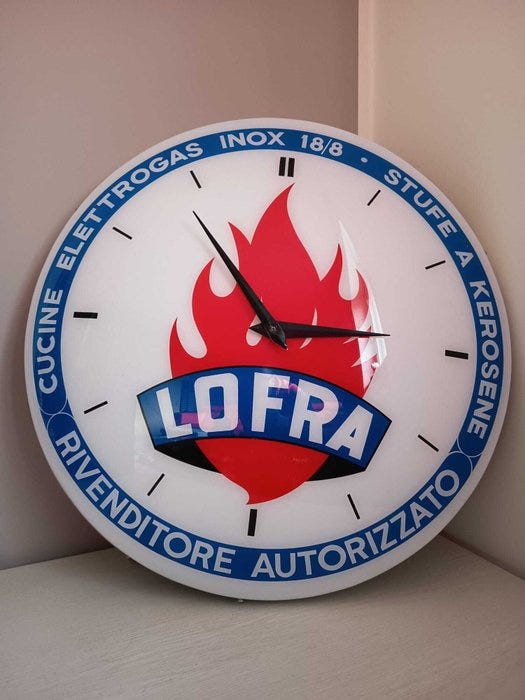 CUCINE ELETTROGAS INOX 18/8 • STUFE A KEROSENE
LOFRA
RIVENDITORE AUTORIZZATO